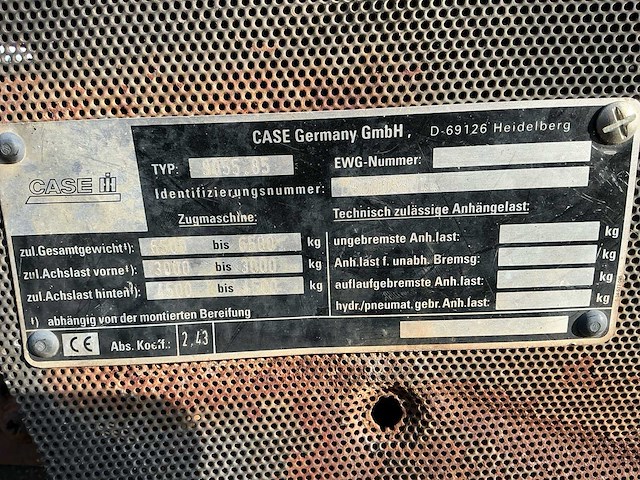 CASE Germany GmbH, D-69126 Heidelberg
CASE IH
TYP:
EWG-Nummer:
Identifizierungsnummer:
Zugmaschine:
zul.Gesamtgewicht¹): bis 6500 kg
zul.Achslast vorne¹): 3000 bis kg
zul.Achslast hinten¹): 4500 bis kg
¹) abhängig von der montierten Bereifung
Technisch zulässige Anhängelast:
ungebremste Anh.last: kg
Anh.last f. unabh. Bremsg: /kg
auflaufgebremste Anh.last: kg
hydr./pneumat.gebr.Anh.last: kg
CE Abs. Koeff.: 2,43